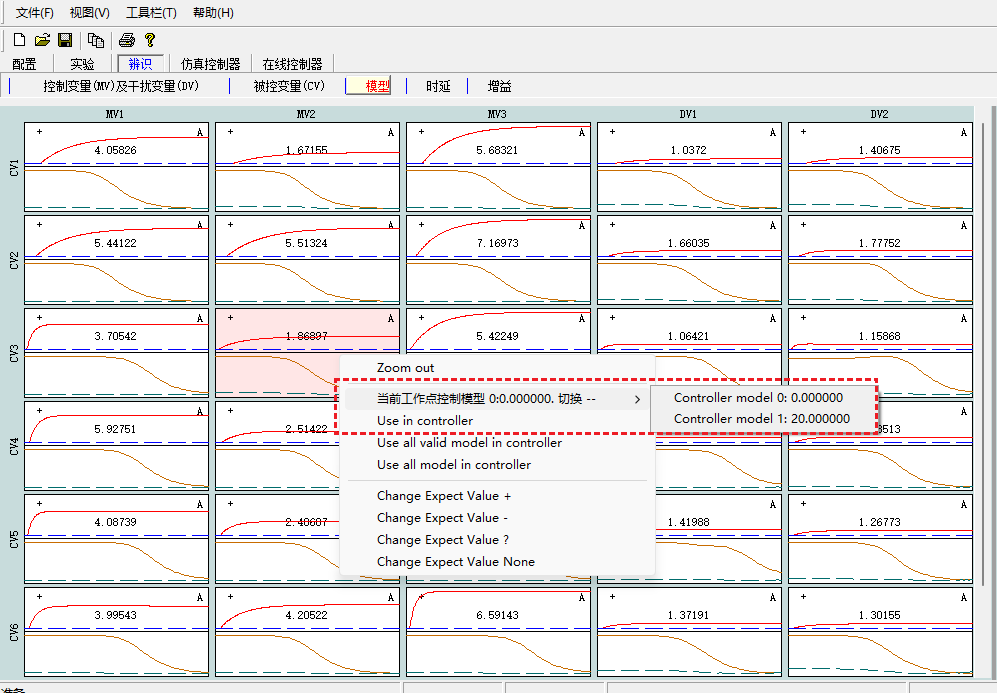 文件(F) 视图(V) 工具栏(T) 帮助(H)
配置 实验 辨识 仿真控制器 在线控制器
控制变量(MV)及干扰变量(DV) 被控变量(CV) 模型 时延 增益
MV1 MV2 MV3 DV1 DV2
+ A + A + A + A + A
CV1 4.05826 1.67155 5.68321 1.0372 1.40675
+ A + A + A + A + A
CV2 5.44122 5.51324 7.16973 1.66035 1.77752
+ A + A + A + A + A
CV3 3.70542 1.86897 5.42249 1.06421 1.15868
Zoom out
当前工作点控制模型 0:0.000000. 切换 -- >
Controller model 0: 0.000000
Controller model 1: 20.000000
Use in controller
Use all valid model in controller
Use all model in controller
Change Expect Value +
Change Expect Value -
Change Expect Value ?
Change Expect Value None
+ A + A
CV4 5.92751 2.51422 3513
+ A + A + A
CV5 4.08739 2.40607 1.41988 1.26773
+ A + A + A + A + A
CV6 3.99543 4.20522 6.59143 1.37191 1.30155
准备